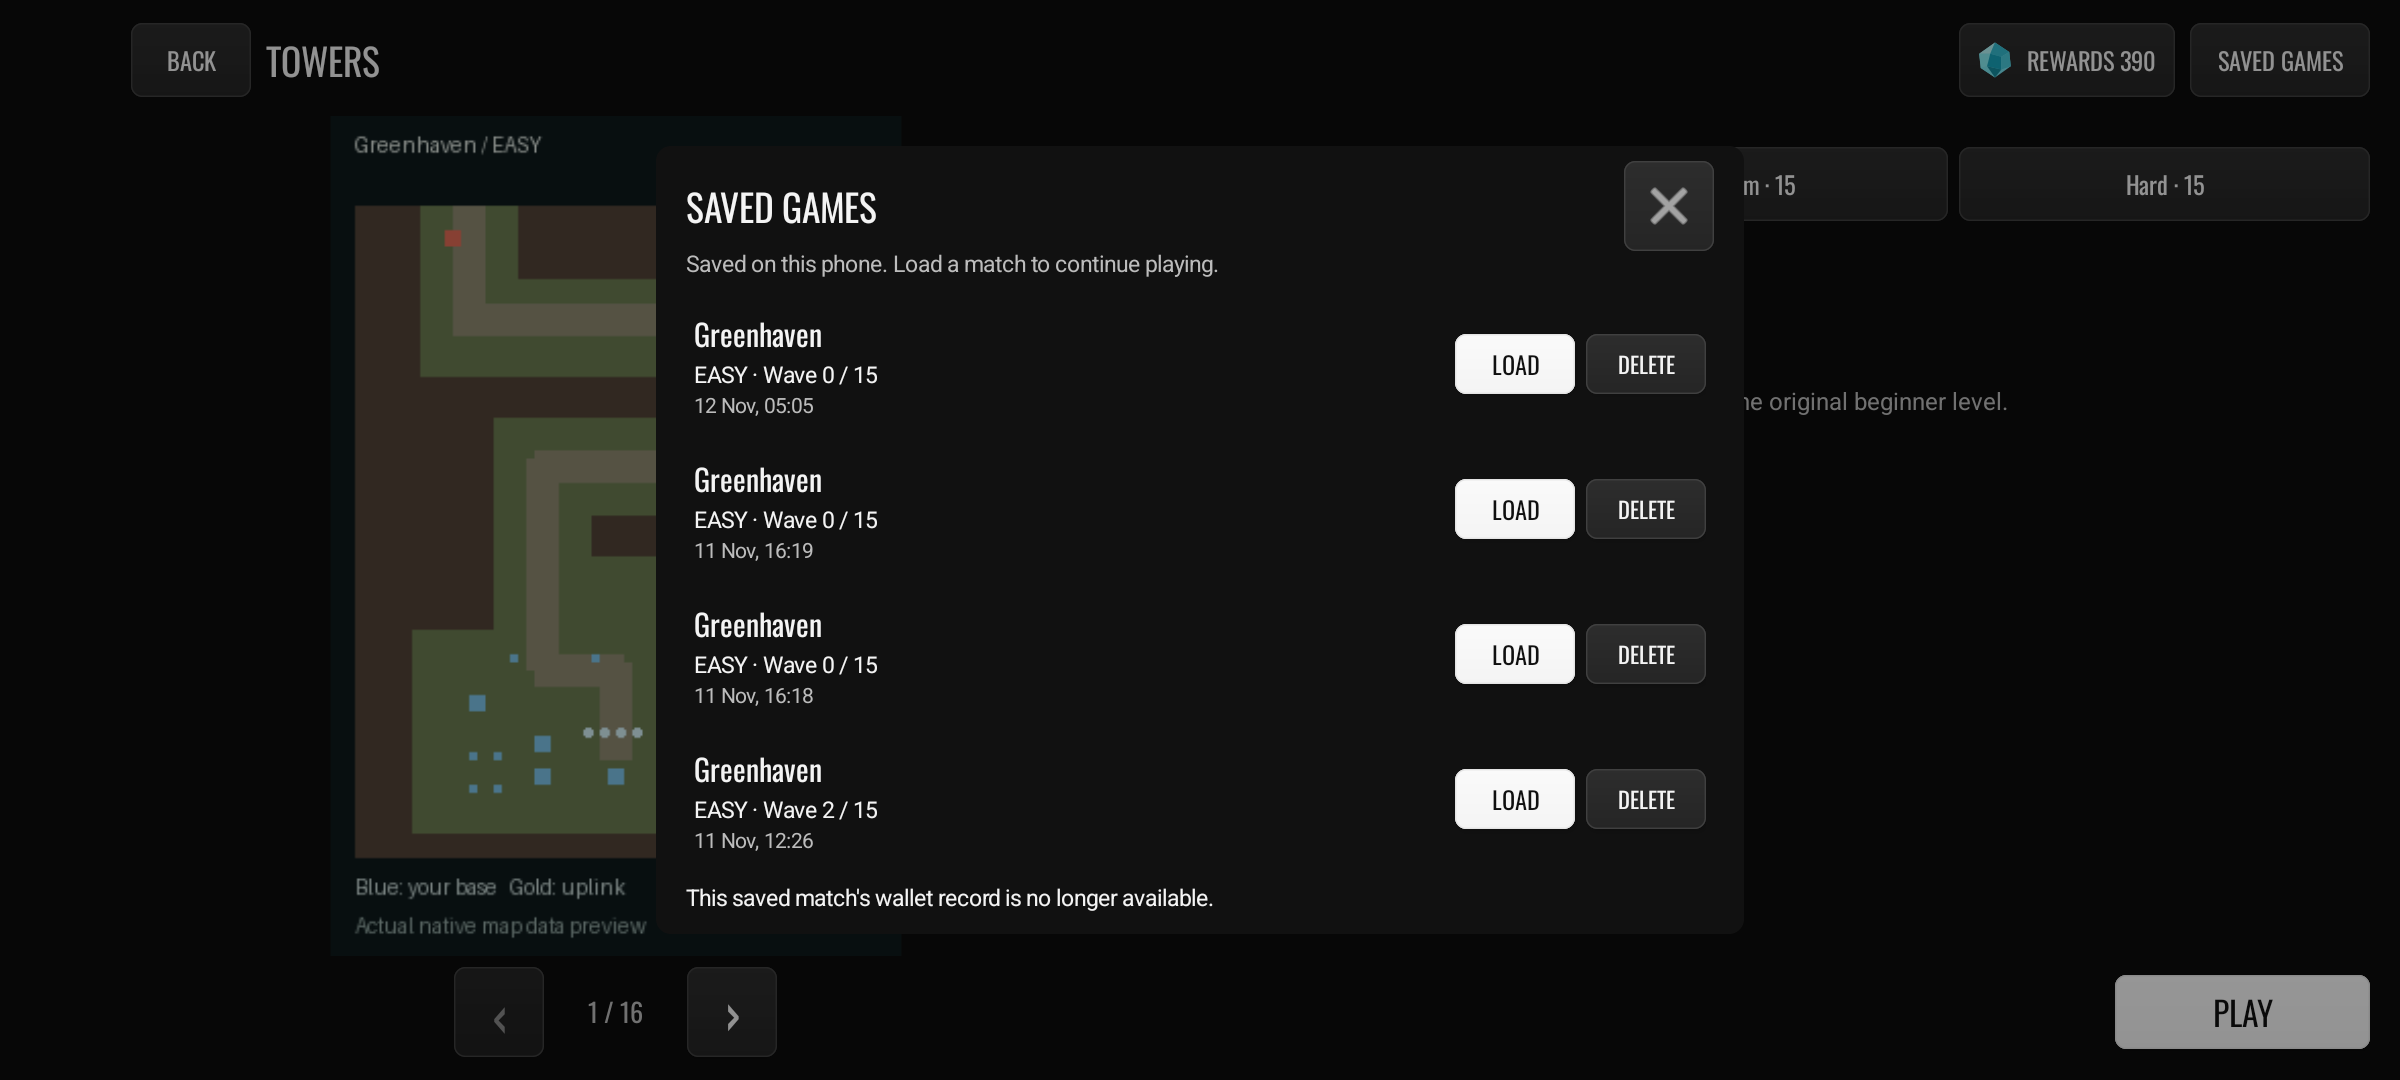 BACK
TOWERS
REWARDS 390
SAVED GAMES
Greenhaven / EASY
m · 15
Hard · 15
SAVED GAMES
Saved on this phone. Load a match to continue playing.
Greenhaven
EASY · Wave 0 / 15
12 Nov, 05:05
LOAD
DELETE
Greenhaven
EASY · Wave 0 / 15
11 Nov, 16:19
LOAD
DELETE
Greenhaven
EASY · Wave 0 / 15
11 Nov, 16:18
LOAD
DELETE
Greenhaven
EASY · Wave 2 / 15
11 Nov, 12:26
LOAD
DELETE
This saved match's wallet record is no longer available.
original beginner level.
Blue: your base Gold: uplink
Actual native map data preview
1 / 16
PLAY